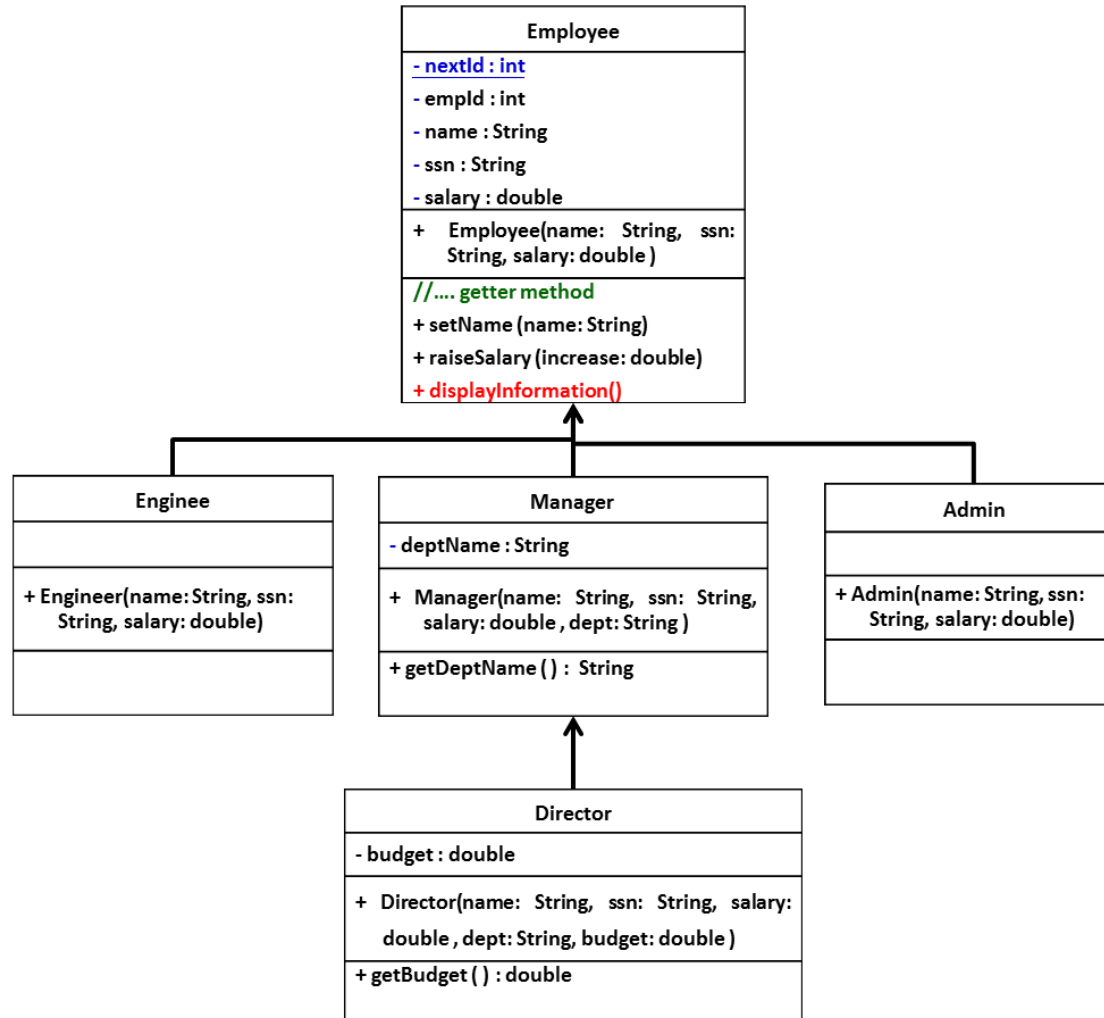 Employee
- nextId : int
- empId : int
- name : String
- ssn : String
- salary : double
+ Employee(name: String, ssn:
String, salary: double )
//.... getter method
+ setName (name: String)
+ raiseSalary (increase: double)
+ displayInformation()
Enginee
+ Engineer(name: String, ssn:
String, salary: double)
Manager
- deptName : String
+ Manager(name: String, ssn: String,
salary: double , dept: String )
+ getDeptName ( ) : String
Admin
+ Admin(name: String, ssn:
String, salary: double)
Director
- budget : double
+ Director(name: String, ssn: String, salary:
double , dept: String, budget: double )
+ getBudget ( ) : double